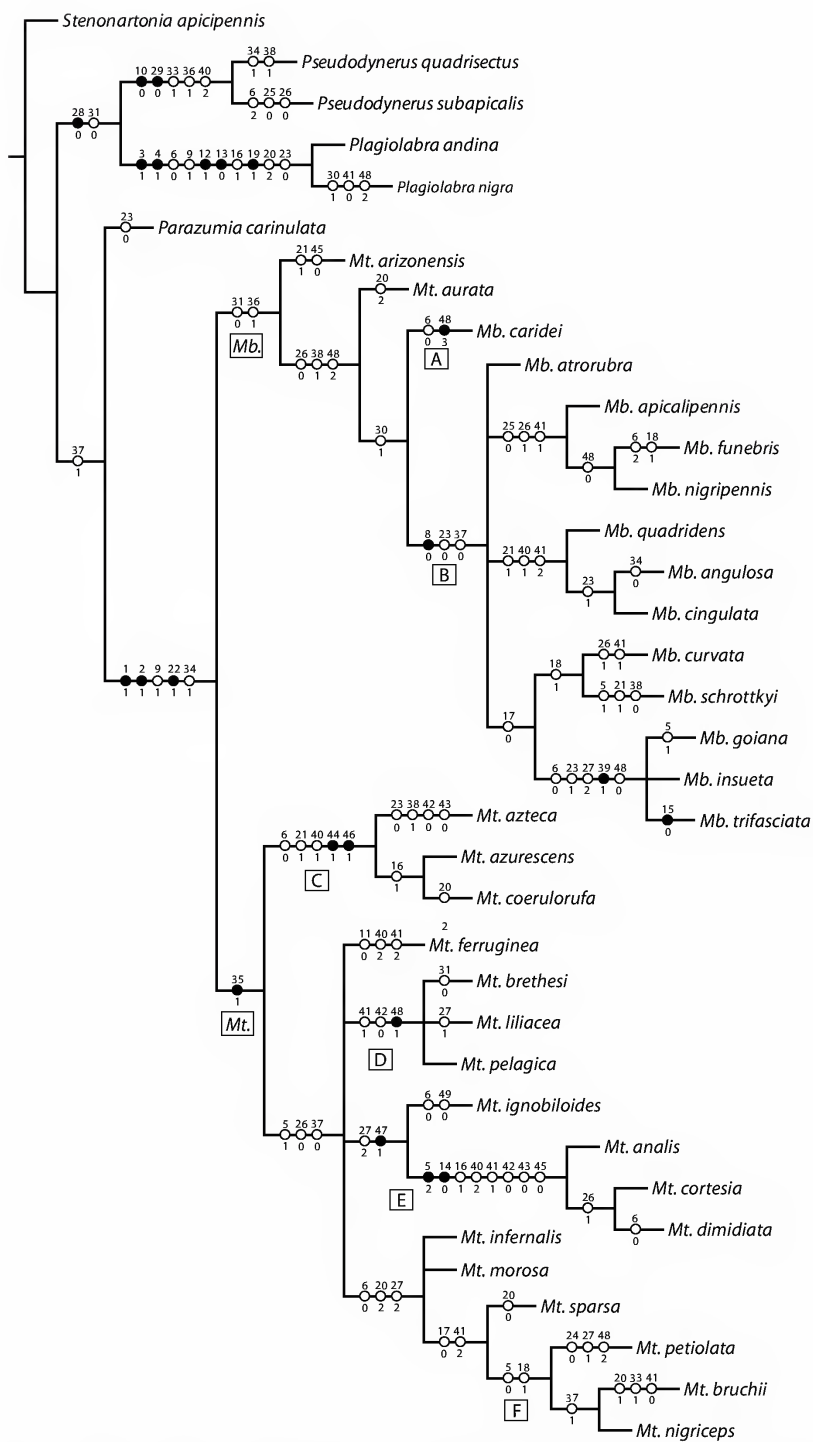 Stenonartonia apicipennis
34 38
1 1
Pseudodynerus quadrisectus
10 29 33 36 40
0 0 1 1 2
6 25 26
2 0 0
Pseudodynerus subapicalis
28 31
0 0
Plagiolabra andina
3 4 6 9 12 13 16 19 20 23
1 1 0 1 1 0 1 1 2 0
30 41 48
1 0 2
Plagiolabra nigra
23
0
Parazumia carinulata
21 45
1 0
Mt. arizonensis
20
2
Mt. aurata
31 36
0 1
Mb.
6 48
0 3
A
Mb. caridei
26 38 48
0 1 2
Mb. atrorubra
Mb. apicalipennis
25 26 41
0 1 1
30
1
6 18
2 1
Mb. funebris
37
1
48
0
Mb. nigripennis
Mb. quadridens
8 23 37
0 0 0
B
21 40 41
1 1 2
34
0
Mb. angulosa
23
1
Mb. cingulata
26 41
1 1
Mb. curvata
1 2 9 22 34
1 1 1 1 1
18
1
5 21 38
1 1 0
Mb. schrottkyi
17
0
5
1
Mb. goiana
6 23 27 39 48
0 1 2 1 0
Mb. insueta
15
0
Mb. trifasciata
23 38 42 43
0 1 0 0
Mt. azteca
6 21 40 44 46
0 1 1 1 1
C
Mt. azurescens
16
1
20
Mt. coerulorufa
2
11 40 41
0 2 2
Mt. ferruginea
31
0
Mt. brethesi
35
1
Mt.
41 42 48
1 0 1
D
27
1
Mt. liliacea
Mt. pelagica
6 49
0 0
Mt. ignobiloides
5 26 37
1 0 0
27 47
2 1
Mt. analis
5 14 16 40 41 42 43 45
2 0 1 2 1 0 0 0
E
Mt. cortesia
26
1
6
0
Mt. dimidiata
Mt. infernalis
Mt. morosa
6 20 27
0 2 2
20
0
Mt. sparsa
17 41
0 2
24 27 48
0 1 2
Mt. petiolata
5 18
0 1
F
20 33 41
1 1 0
Mt. bruchii
37
1
Mt. nigriceps